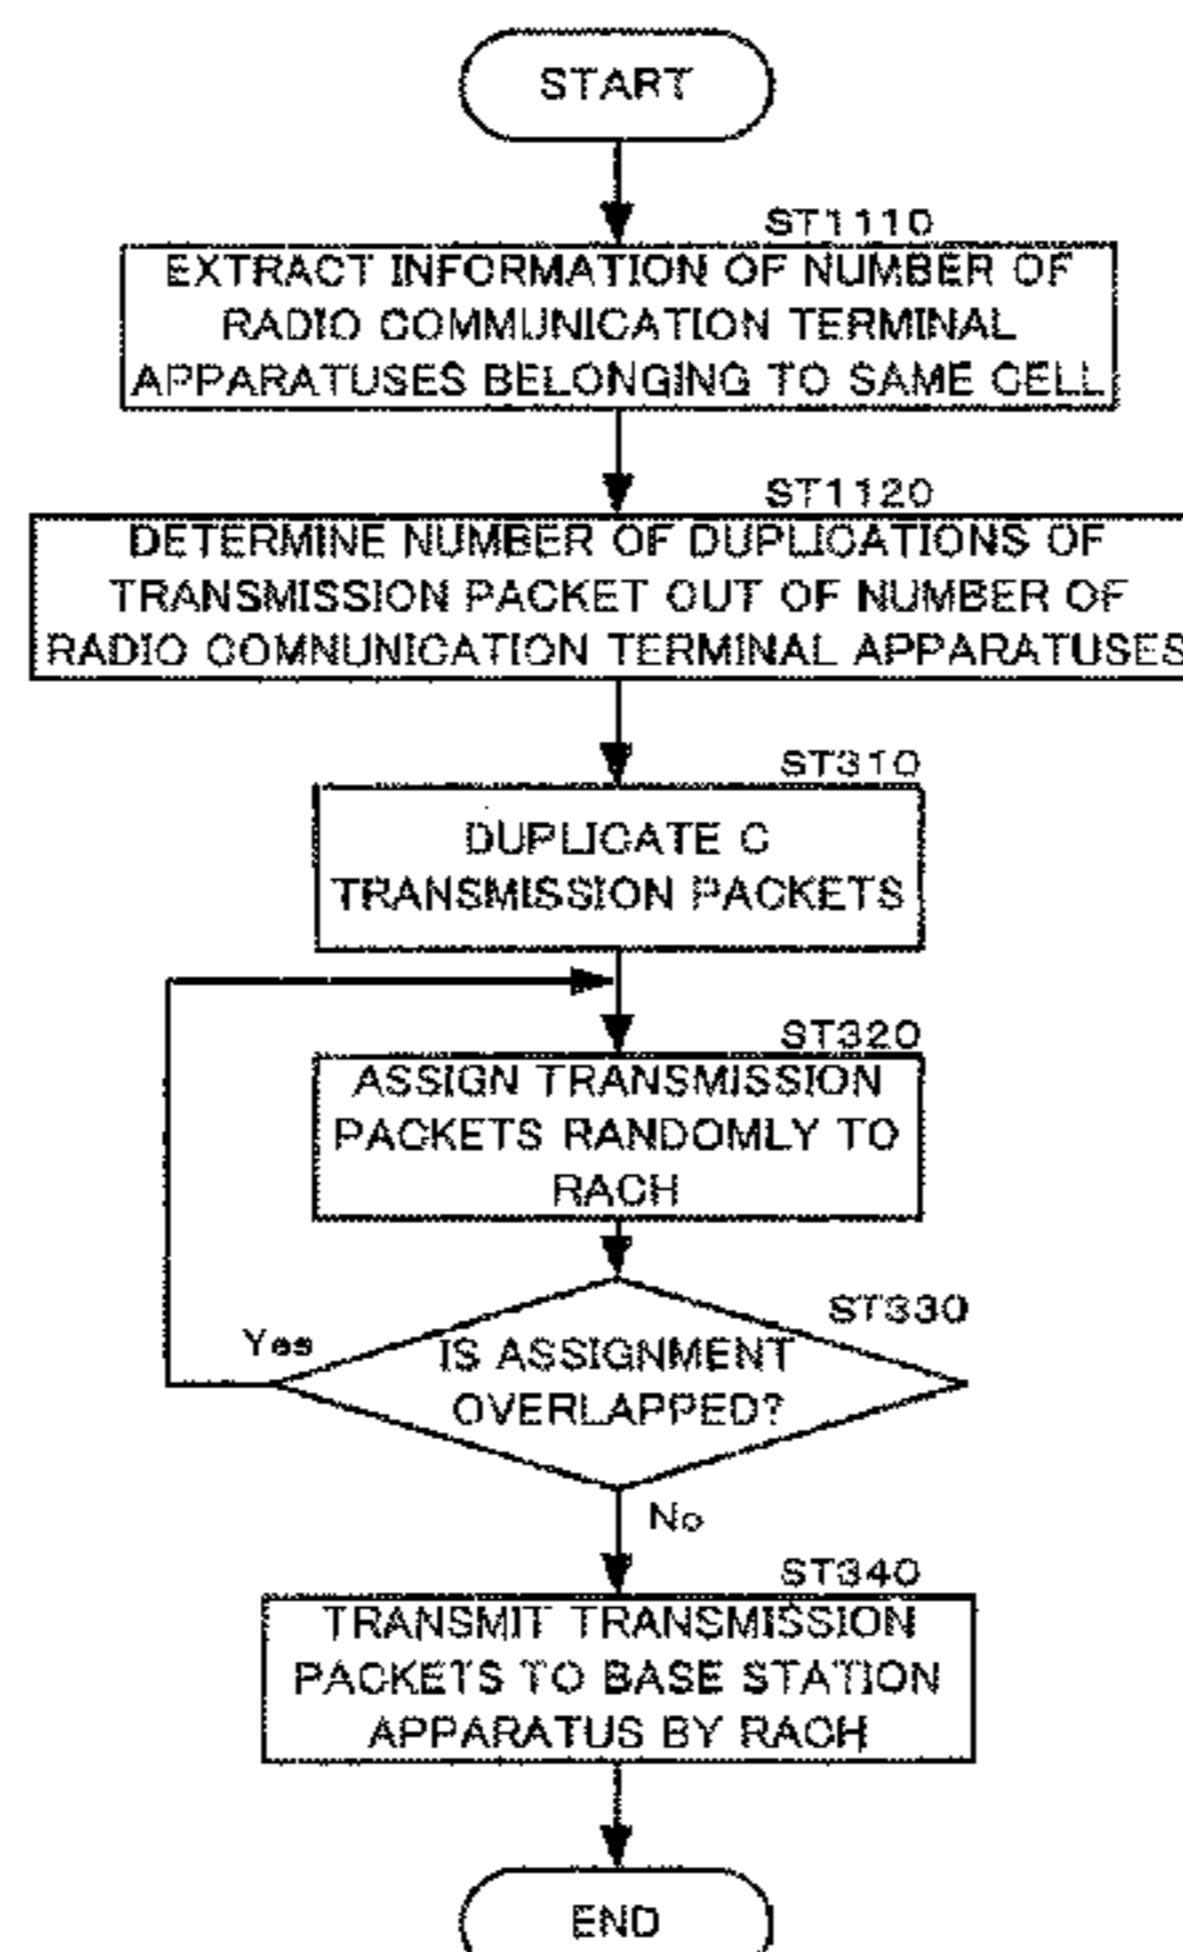 START
ST1110
EXTRACT INFORMATION OF NUMBER OF
RADIO COMMUNICATION TERMINAL
APPARATUSES BELONGING TO SAME CELL
ST1120
DETERMINE NUMBER OF DUPLICATIONS OF
TRANSMISSION PACKET OUT OF NUMBER OF
RADIO COMNUNICATION TERMINAL APPARATUSES
ST310
DUPLICATE C
TRANSMISSION PACKETS
ST320
ASSIGN TRANSMISSION
PACKETS RANDOMLY TO
RACH
ST330
Yes
IS ASSIGNMENT
OVERLAPPED?
No
ST340
TRANSMIT TRANSMISSION
PACKETS TO BASE STATION
APPARATUS BY RACH
END